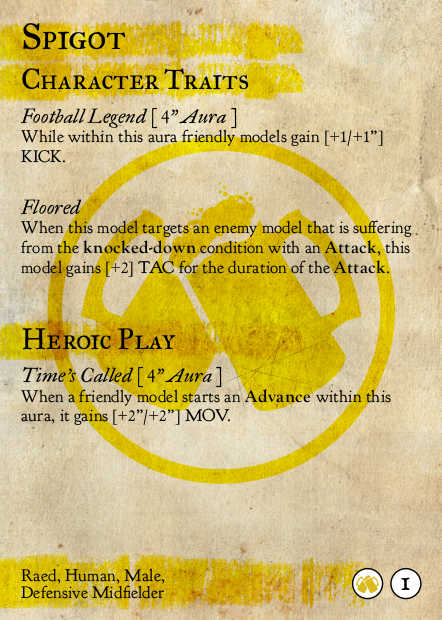 Spigot
Character Traits
Football Legend [ 4” Aura ]
While within this aura friendly models gain [+1/+1”]
KICK.
Floored
When this model targets an enemy model that is suffering
from the knocked-down condition with an Attack, this
model gains [+2] TAC for the duration of the Attack.
Heroic Play
Time’s Called [ 4” Aura ]
When a friendly model starts an Advance within this
aura, it gains [+2”/+2”] MOV.
Raed, Human, Male,
Defensive Midfielder
1